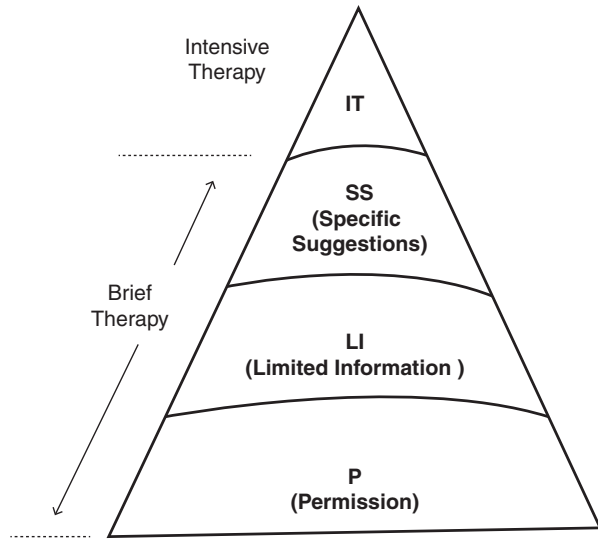 Intensive
Therapy
IT
SS
(Specific
Suggestions)
Brief
Therapy
LI
(Limited Information )
P
(Permission)